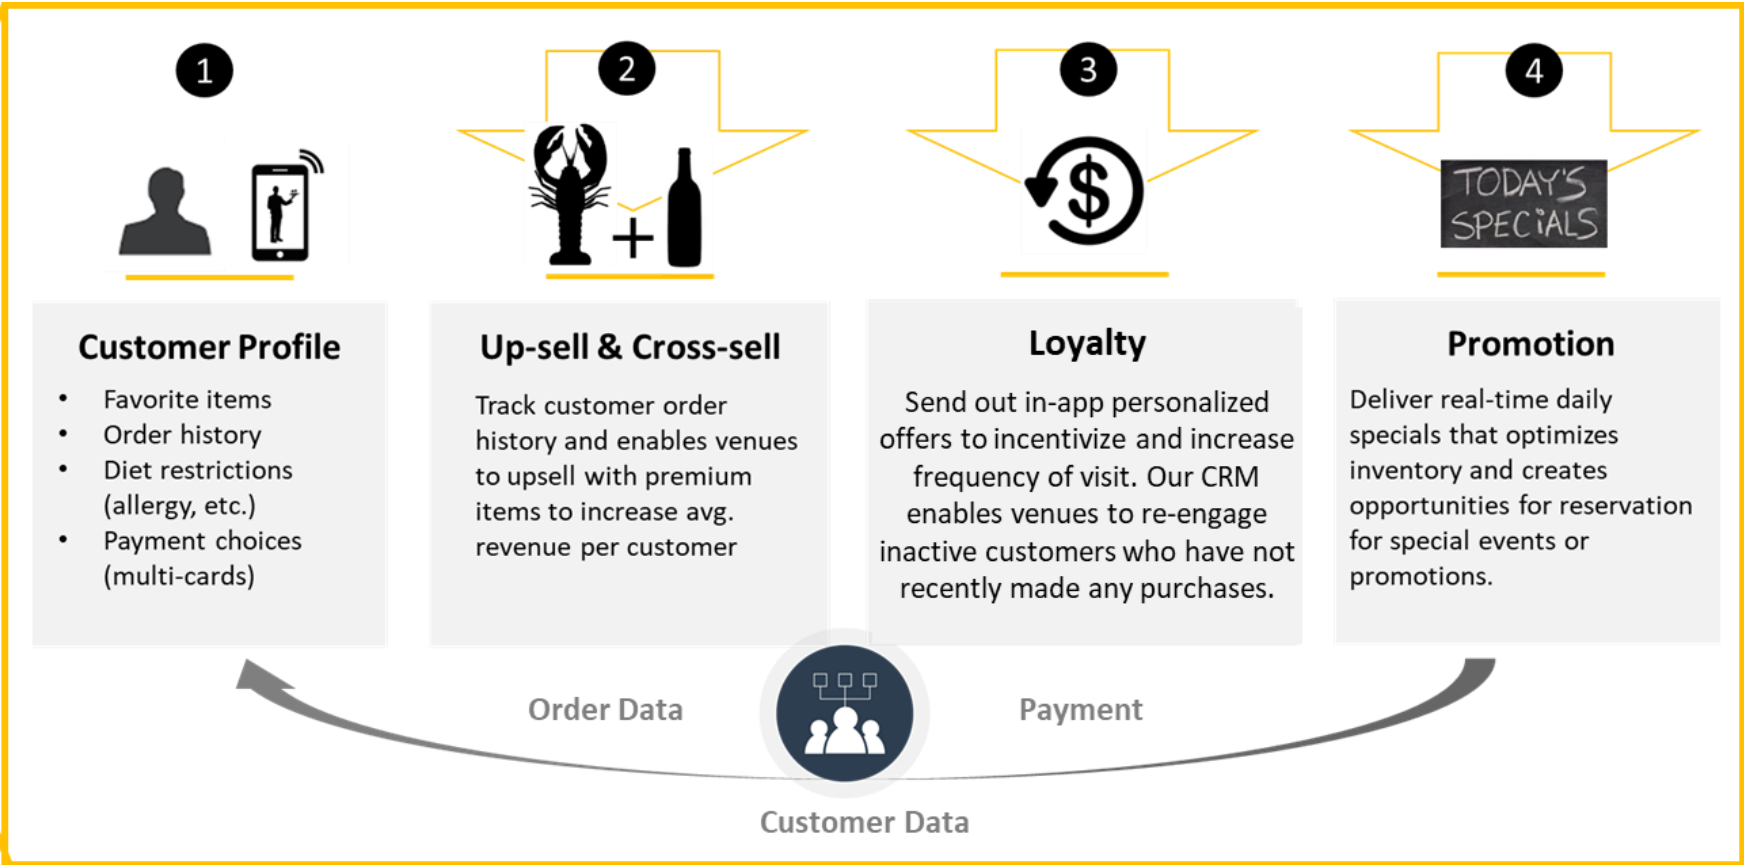 1
2
3
4
TODAY'S
SPECiALS
Customer Profile
• Favorite items
• Order history
• Diet restrictions
(allergy, etc.)
• Payment choices
(multi-cards)
Up-sell & Cross-sell
Track customer order
history and enables venues
to upsell with premium
items to increase avg.
revenue per customer
Loyalty
Send out in-app personalized
offers to incentivize and increase
frequency of visit. Our CRM
enables venues to re-engage
inactive customers who have not
recently made any purchases.
Promotion
Deliver real-time daily
specials that optimizes
inventory and creates
opportunities for reservation
for special events or
promotions.
Order Data
Payment
Customer Data